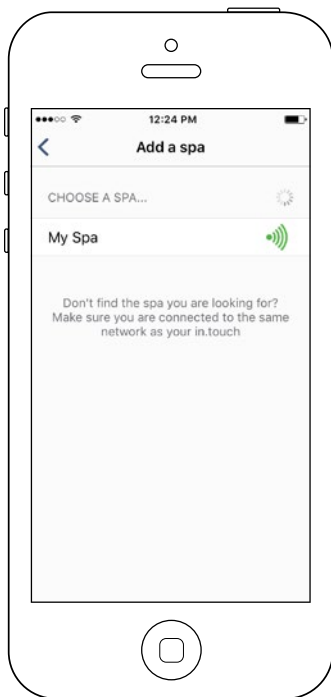 12:24 PM
Add a spa
CHOOSE A SPA...
My Spa
Don't find the spa you are looking for?
Make sure you are connected to the same
network as your in.touch